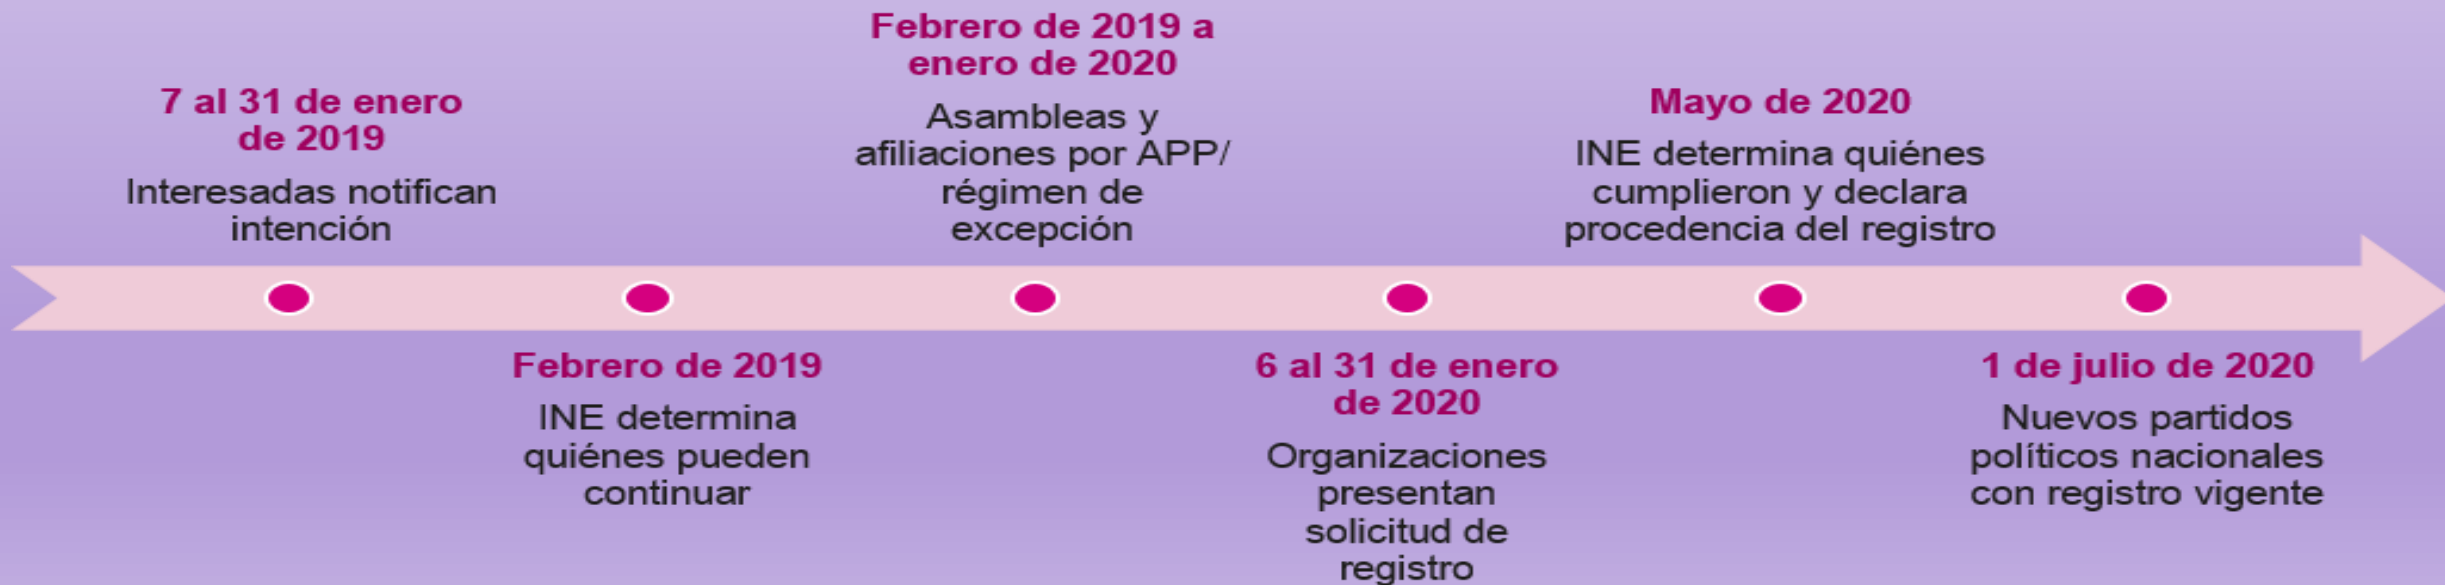 7 al 31 de enero
de 2019
Interesadas notifican
intención
Febrero de 2019
INE determina
quiénes pueden
continuar
Febrero de 2019 a
enero de 2020
Asambleas y
afiliaciones por APP/
régimen de
excepción
6 al 31 de enero
de 2020
Organizaciones
presentan
solicitud de
registro
Mayo de 2020
INE determina quiénes
cumplieron y declara
procedencia del registro
1 de julio de 2020
Nuevos partidos
políticos nacionales
con registro vigente